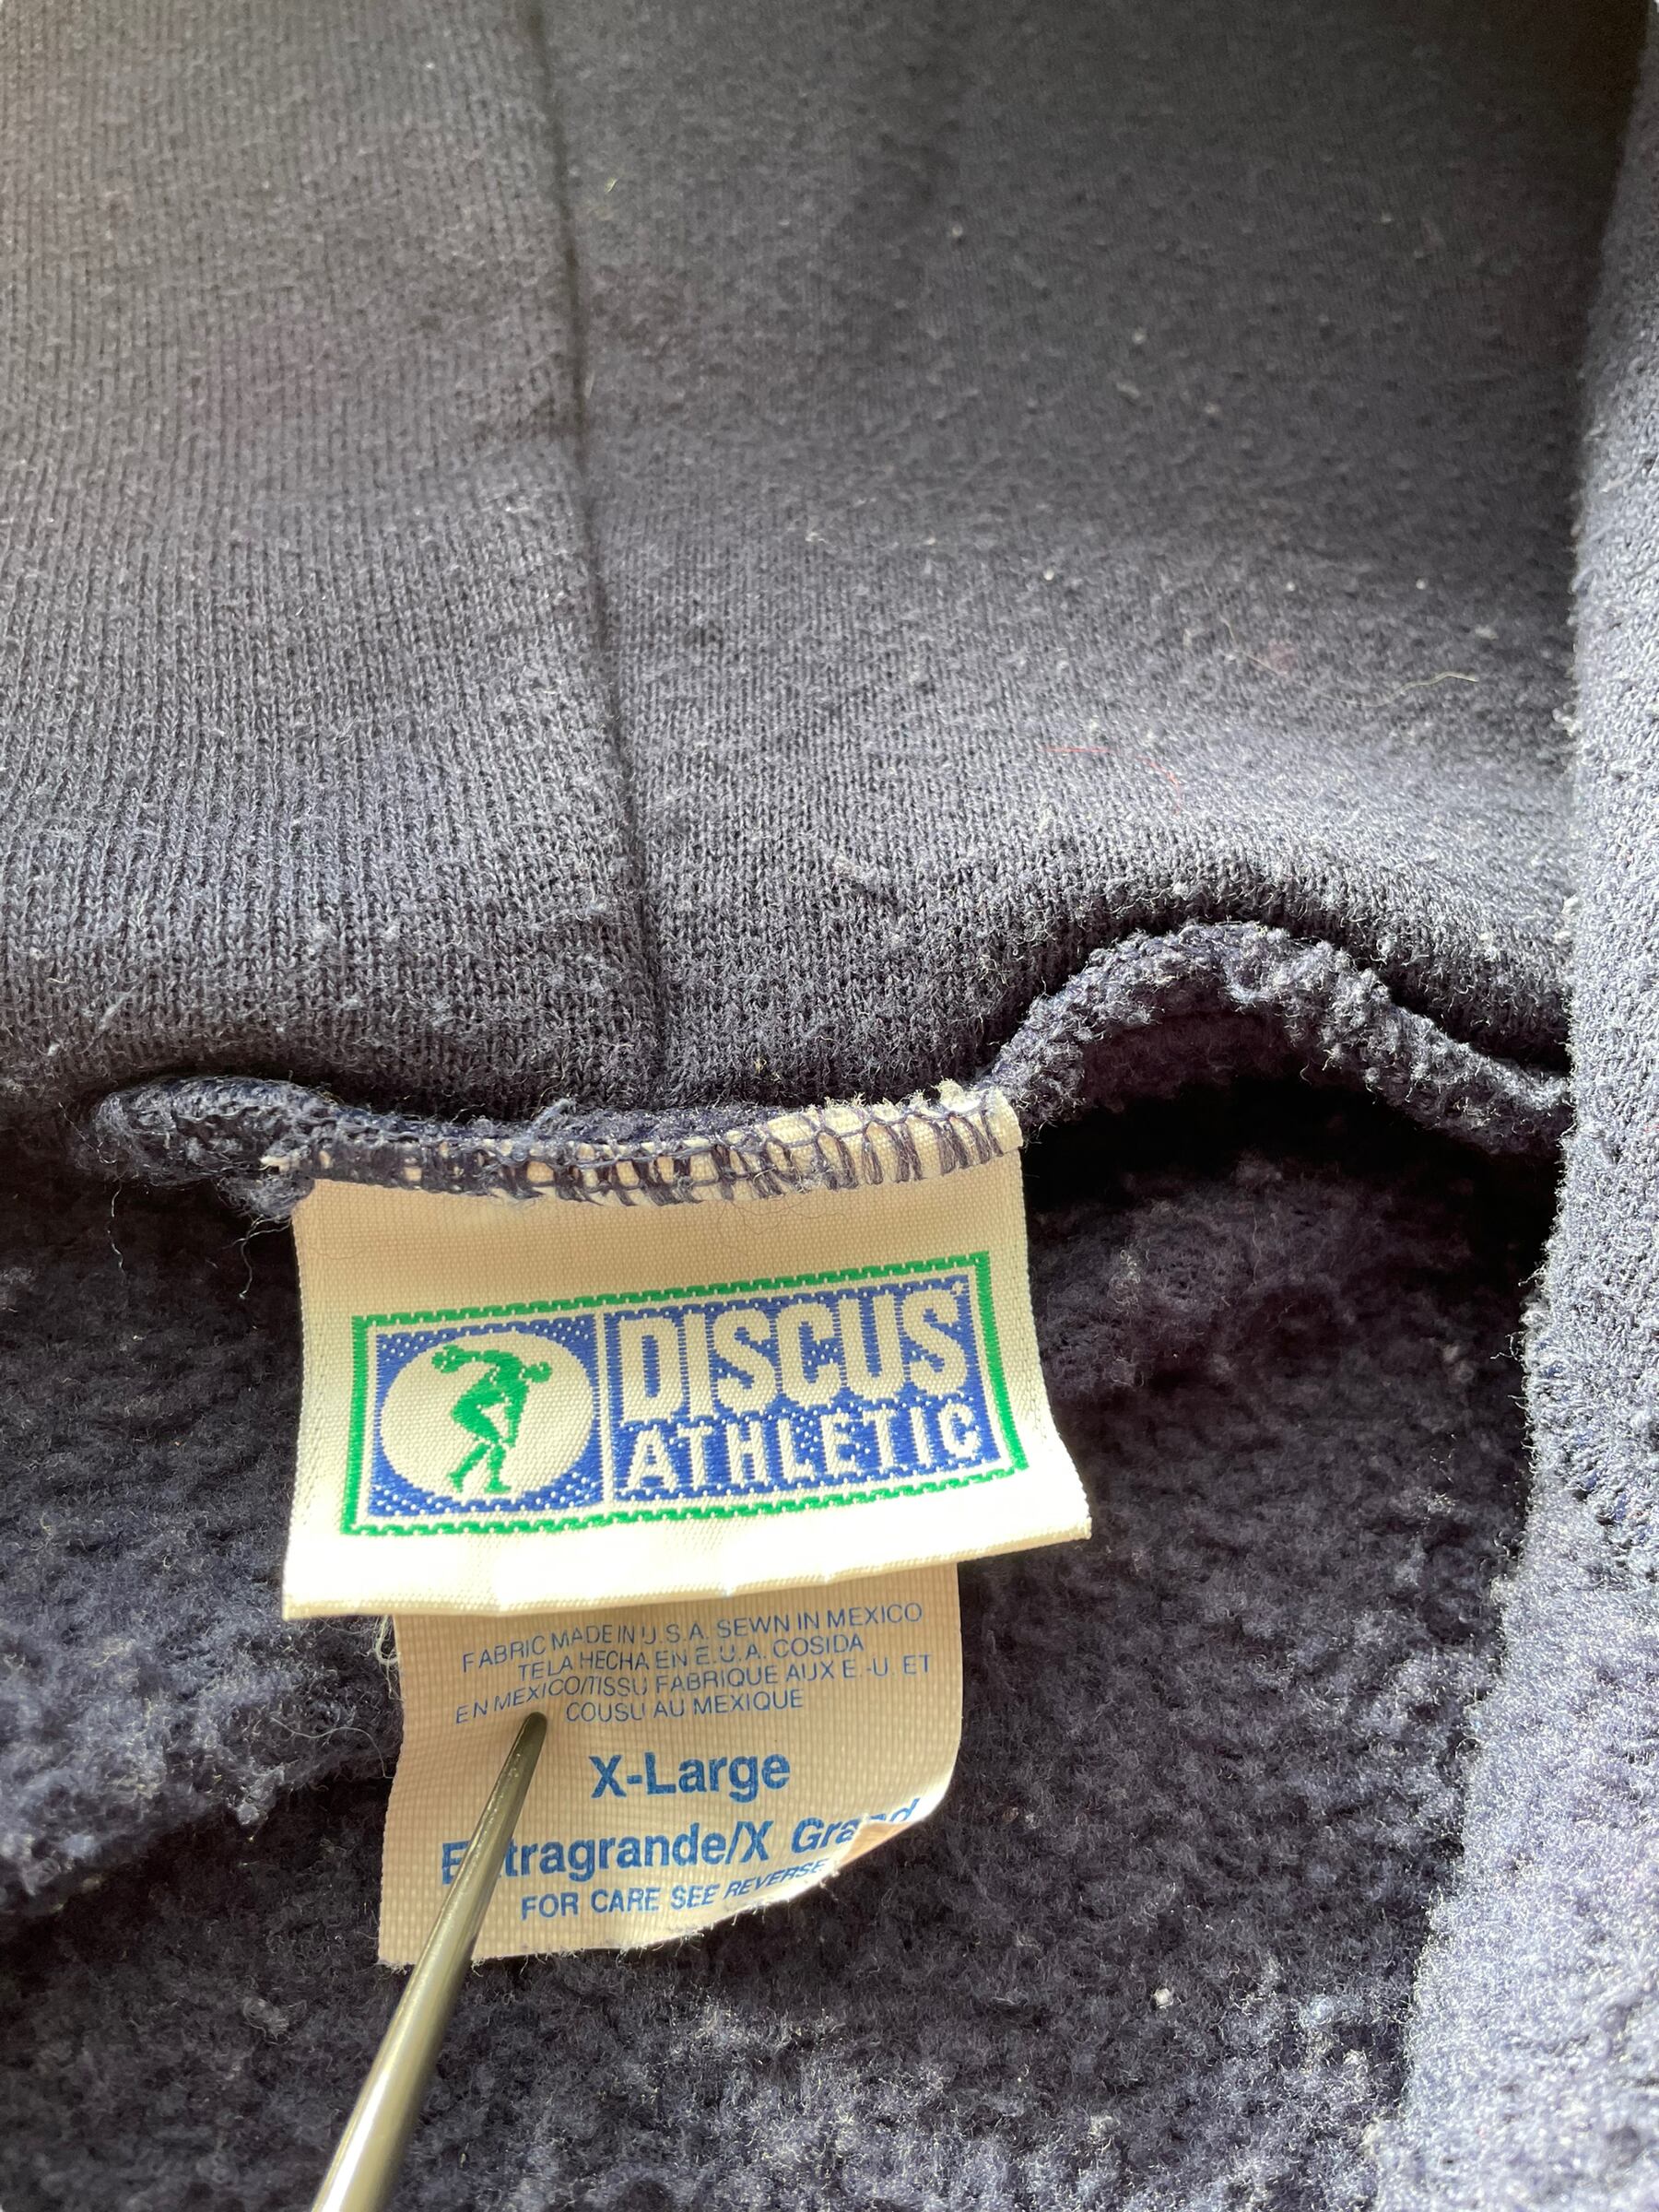 DISCUS
ATHLETIC
FABRIC MADE IN U.S.A. SEWN IN MEXICO
TELA HECHA EN E.U.A. COSIDA
EN MEXICO/TISSU FABRIQUE AUX E.-U. ET
COUSU AU MEXIQUE
X-Large
Extragrande/X Grand
FOR CARE SEE REVERSE